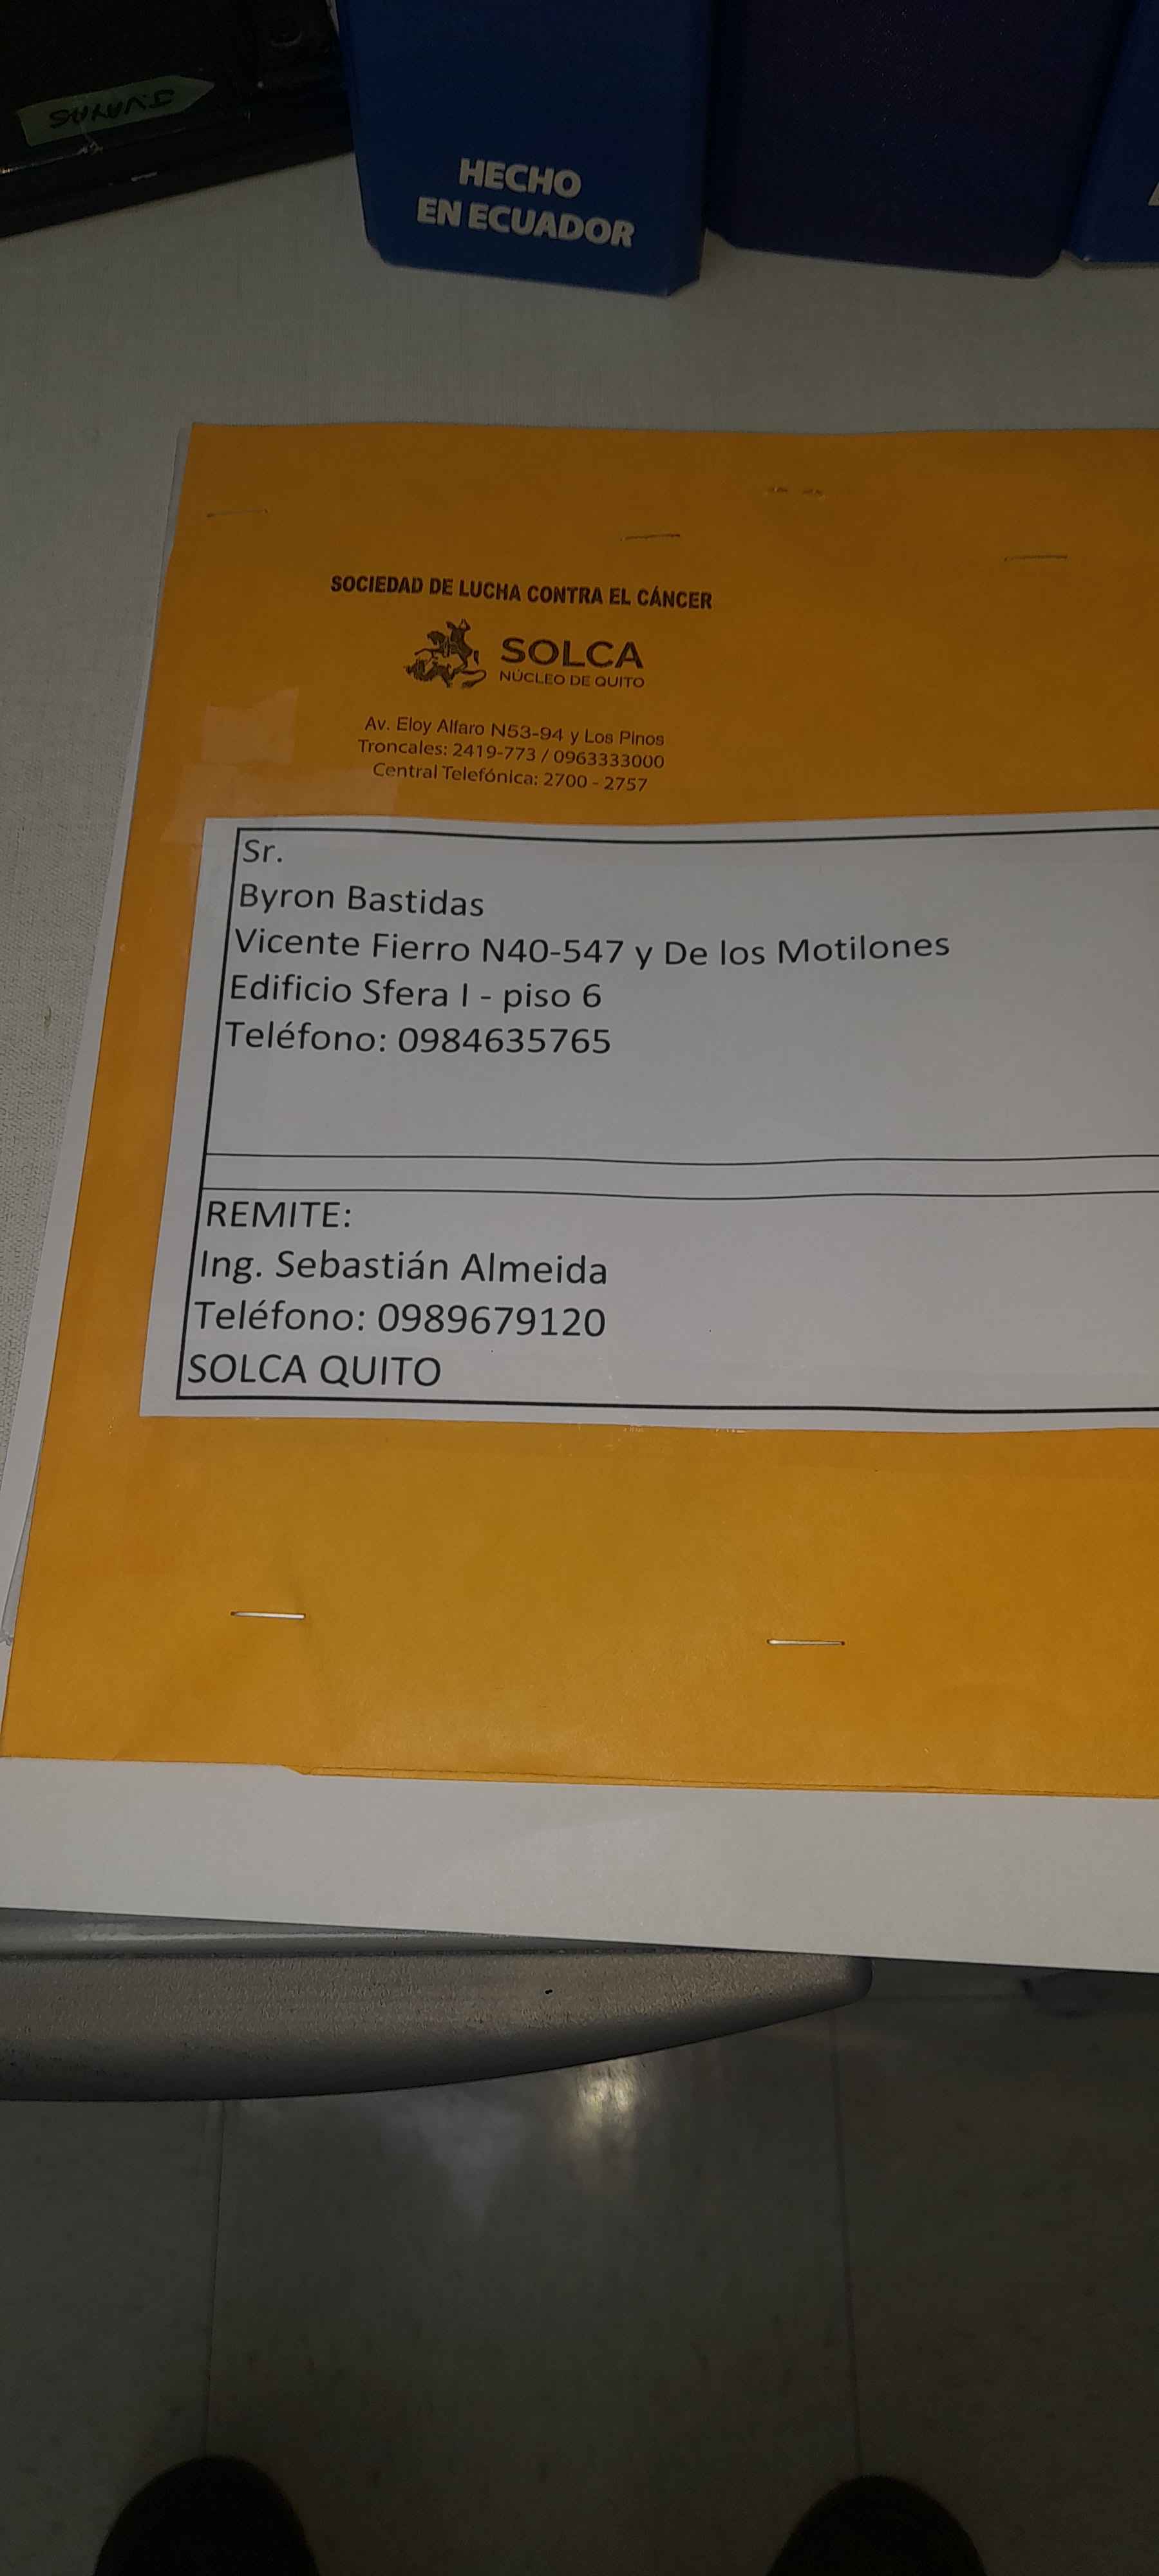 J.VAYAS
HECHO
EN ECUADOR
SOCIEDAD DE LUCHA CONTRA EL CÁNCER
SOLCA
NÚCLEO DE QUITO
Av. Eloy Alfaro N53-94 y Los Pinos
Troncales: 2419-773 / 0963333000
Central Telefónica: 2700 - 2757
Sr.
Byron Bastidas
Vicente Fierro N40-547 y De los Motilones
Edificio Sfera I - piso 6
Teléfono: 0984635765
REMITE:
Ing. Sebastián Almeida
Teléfono: 0989679120
SOLCA QUITO